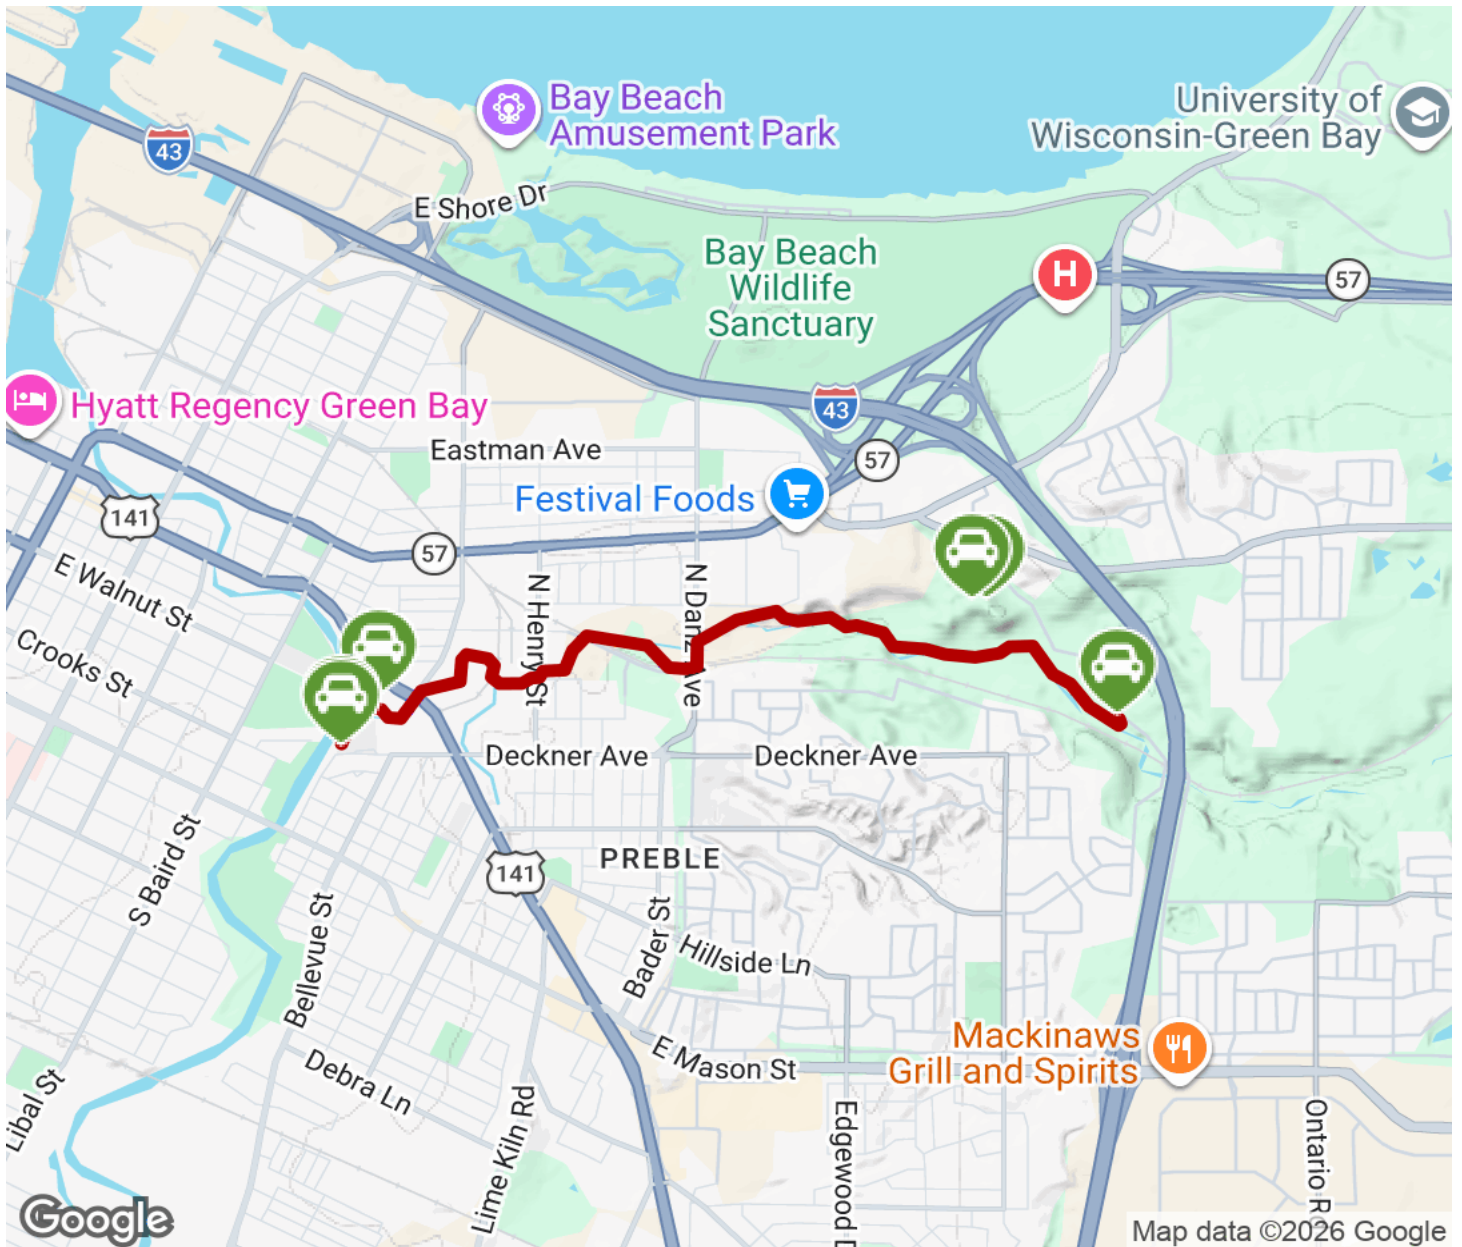 Bay Beach
Amusement Park
University of
Wisconsin-Green Bay
43
E Shore Dr
Bay Beach
Wildlife
Sanctuary
H
57
Hyatt Regency Green Bay
43
Eastman Ave
57
Festival Foods
141
57
E Walnut St
N Henry St
N Danz Ave
Crooks St
Deckner Ave
Deckner Ave
S Baird St
PREBLE
141
Bellevue St
Bader St
Hillside Ln
Mackinaws
Grill and Spirits
E Mason St
Debra Ln
Libal St
Lime Kiln Rd
Edgewood D
Ontario Rd
Google
Map data ©2026 Google